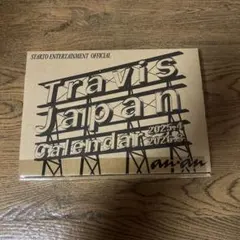 STARTO ENTERTAINMENT OFFICIAL
Travis
Japan
calendar
anan